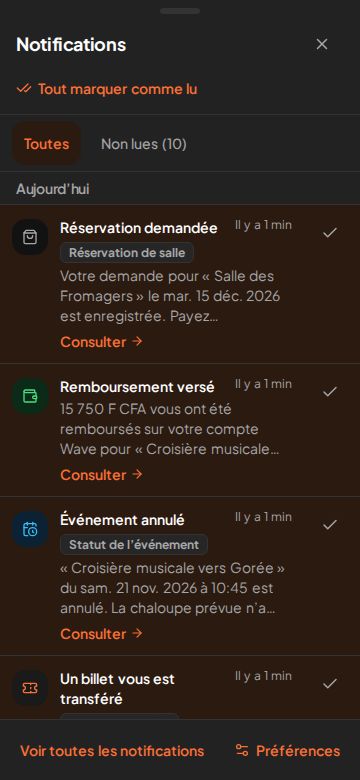 Notifications
Tout marquer comme lu
Toutes
Non lues (10)
Aujourd'hui
Réservation demandée
Il y a 1 min
Réservation de salle
Votre demande pour « Salle des
Fromagers » le mar. 15 déc. 2026
est enregistrée. Payez…
Consulter →
Remboursement versé
Il y a 1 min
15 750 F CFA vous ont été
remboursés sur votre compte
Wave pour « Croisière musicale…
Consulter →
Événement annulé
Il y a 1 min
Statut de l'événement
« Croisière musicale vers Gorée »
du sam. 21 nov. 2026 à 10:45 est
annulé. La chaloupe prévue n'a…
Consulter →
Un billet vous est
transféré
Il y a 1 min
Voir toutes les notifications
Préférences